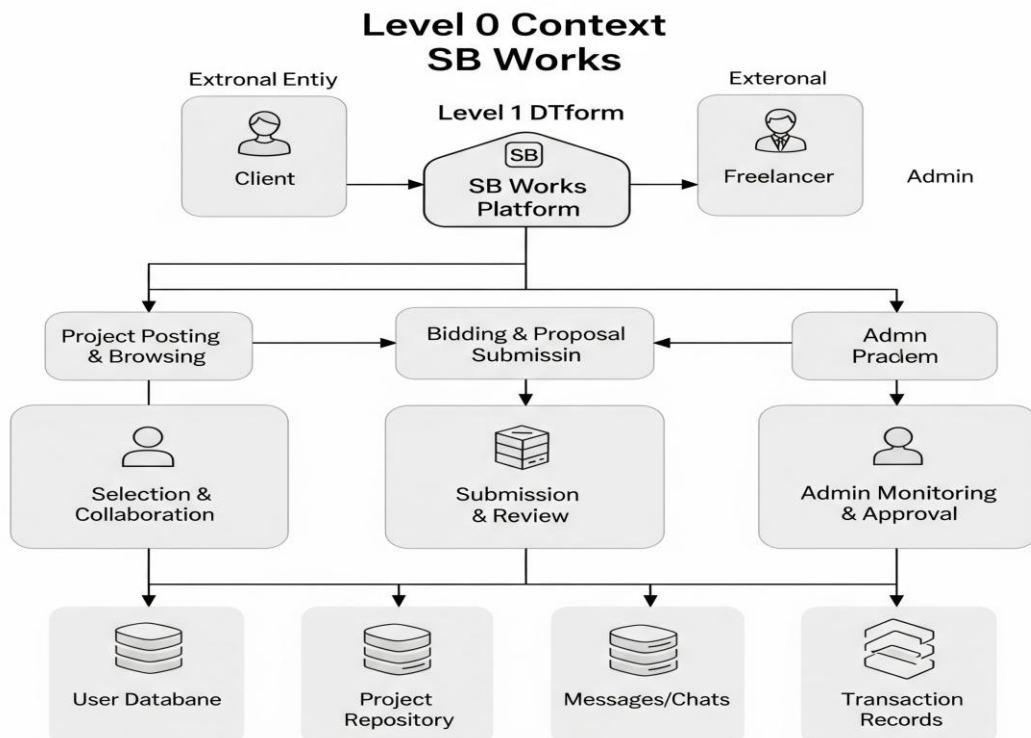 Level 0 Context
SB Works
Extronal Entiy
Exteronal
Level 1 DTform
Client
SB
SB Works
Platform
Freelancer
Admin
Project Posting
& Browsing
Bidding & Proposal
Submissin
Admn
Praclem
Selection &
Collaboration
Submission
& Review
Admin Monitoring
& Approval
User Databane
Project
Repository
Messages/Chats
Transaction
Records